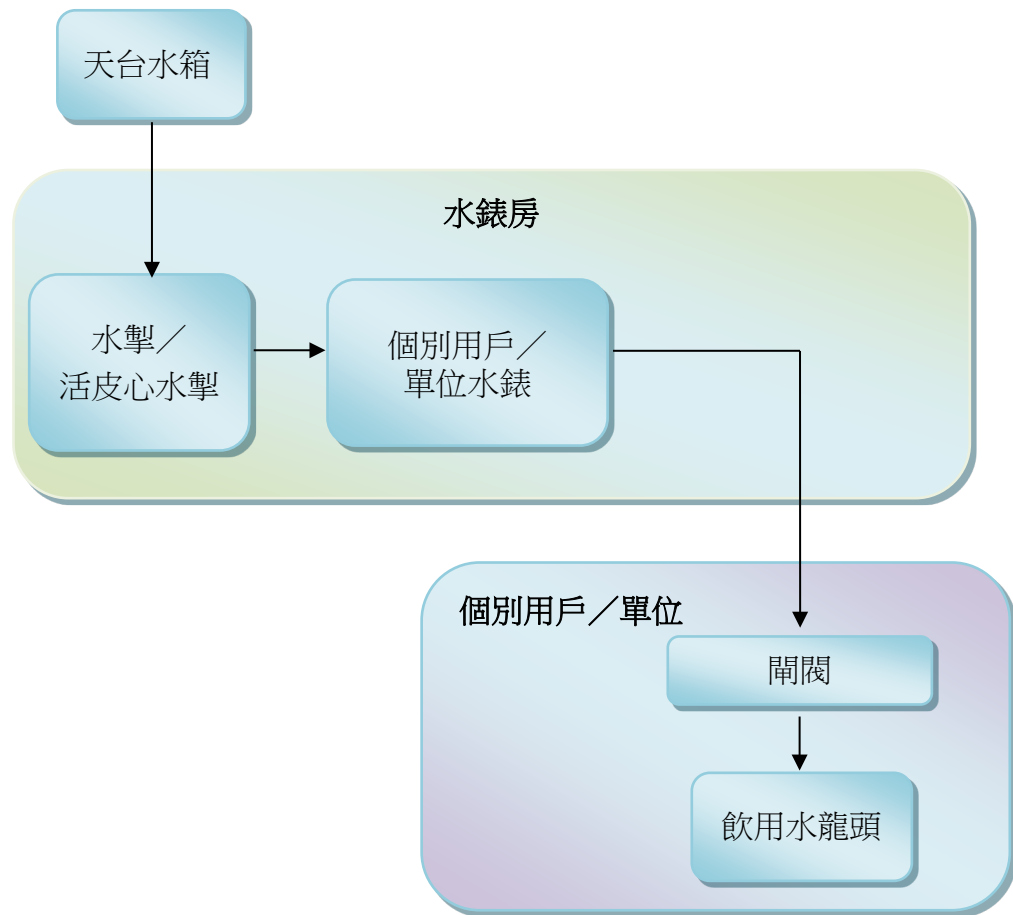 天台水箱
水錶房
水掣／
活皮心水掣
個別用戶／
單位水錶
個別用戶／單位
閘閥
飲用水龍頭